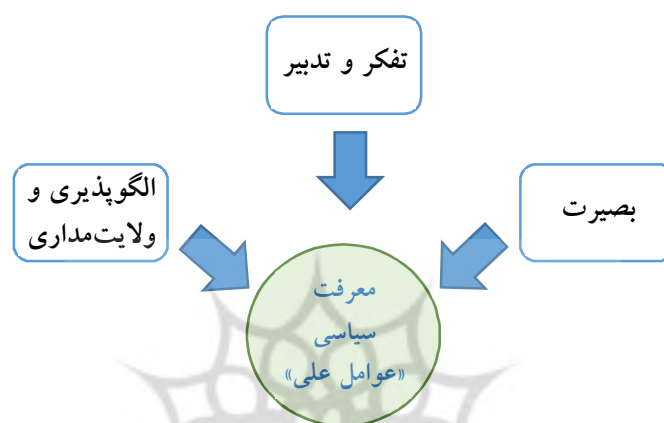 تفکر و تدبیر
بصیرت
الگوپذیری و
ولایت‌مداری
معرفت
سیاسی
«عوامل علی»